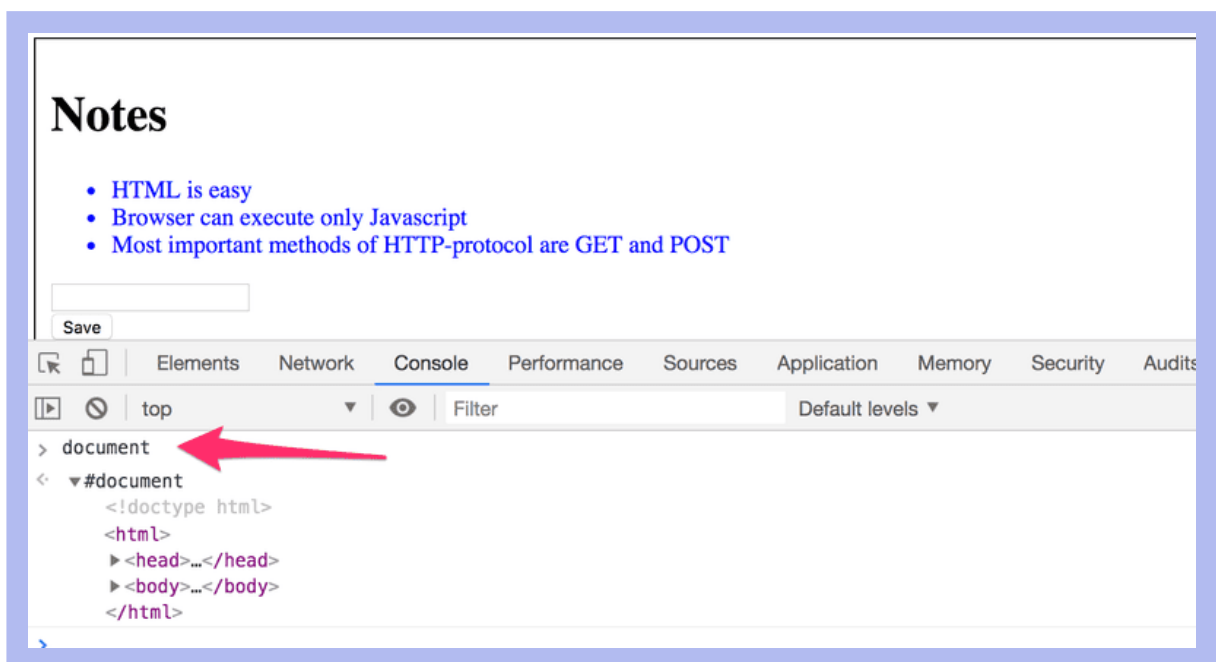 Notes
• HTML is easy
• Browser can execute only Javascript
• Most important methods of HTTP-protocol are GET and POST
Save
Elements Network Console Performance Sources Application Memory Security Audits
top ▼ Filter Default levels ▼
> document
<· ▼#document
<!doctype html>
<html>
▶<head>…</head>
▶<body>…</body>
</html>
>